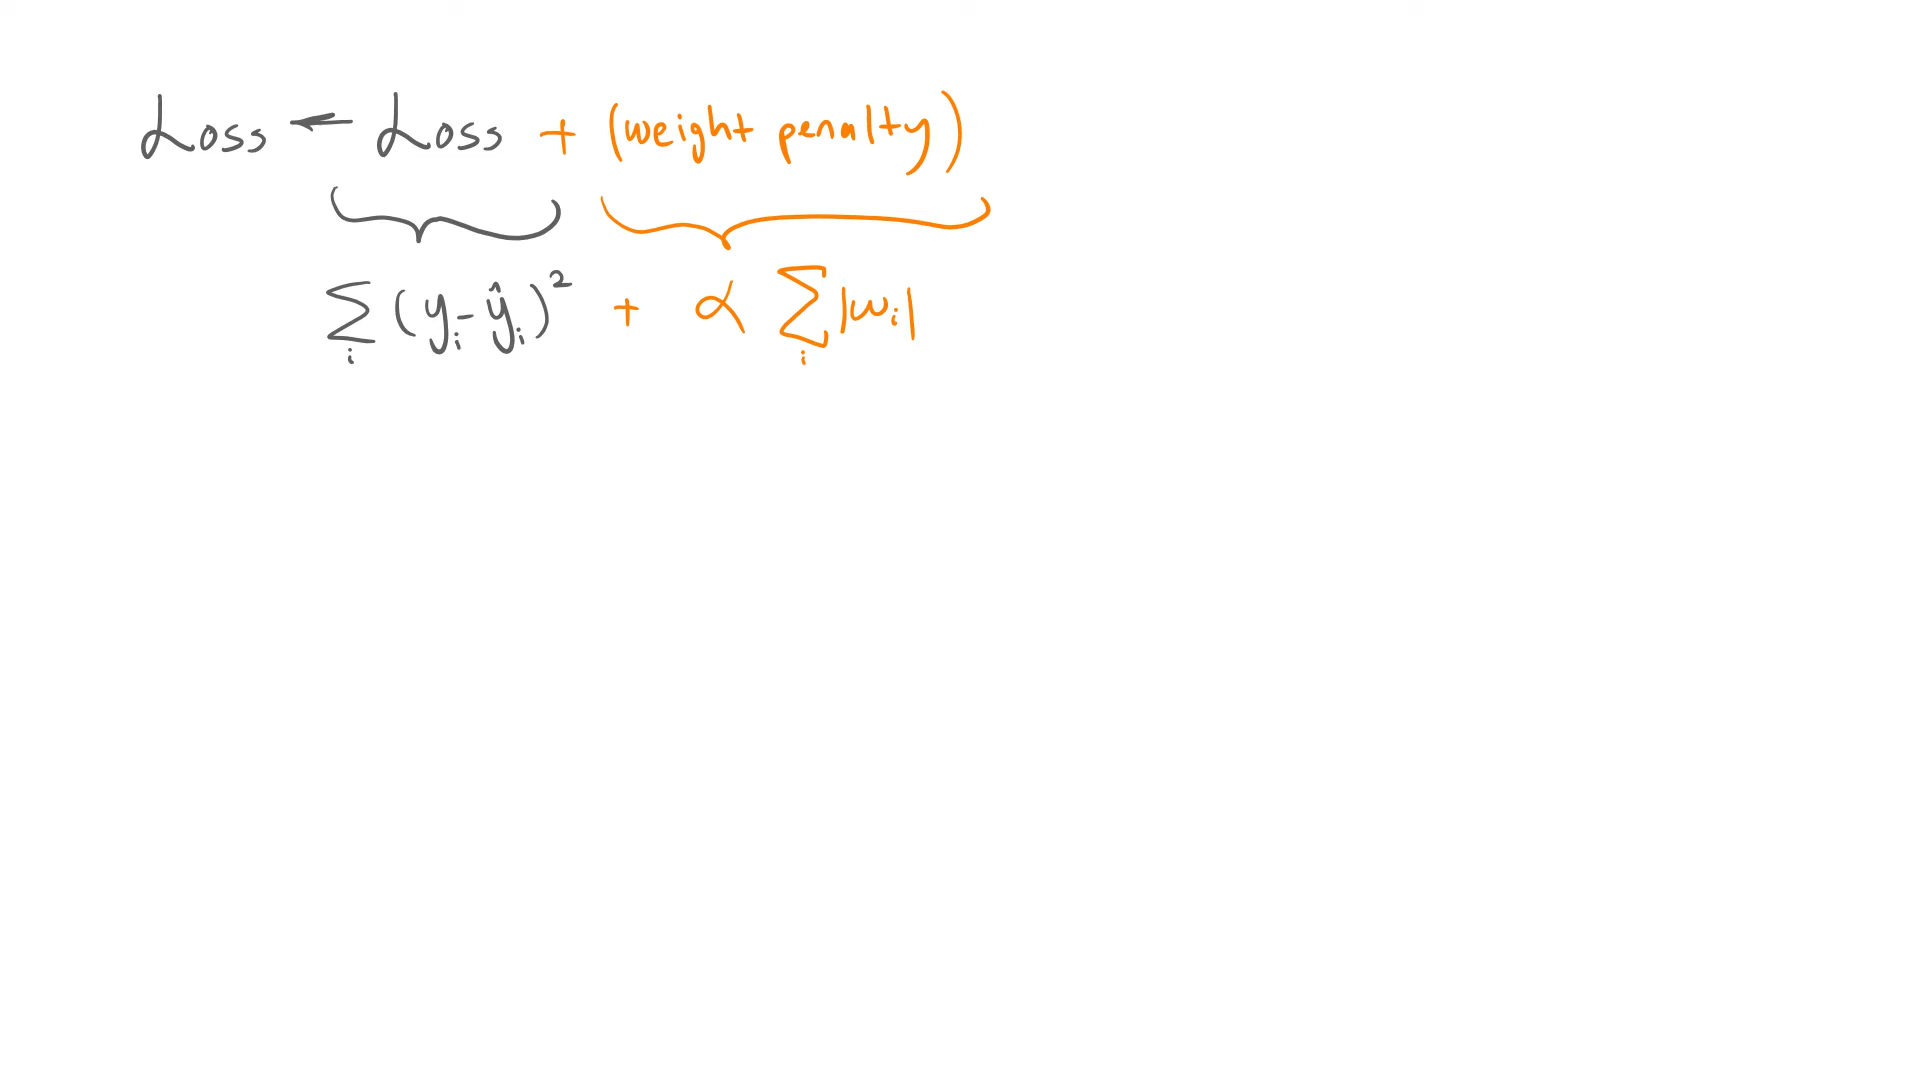 Loss ← Loss + (weight penalty)
∑ᵢ (yᵢ - ŷᵢ)² + α ∑ᵢ |wᵢ|